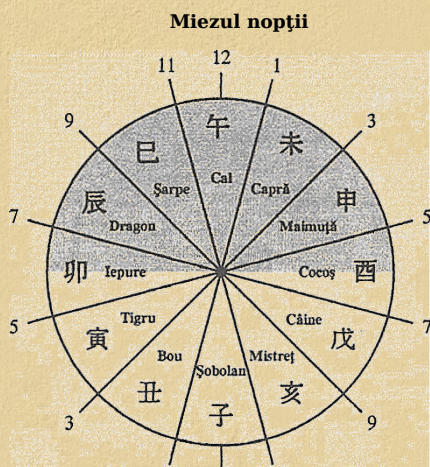 Miezul nopţii
12
11
1
9
3
午
巳
未
Cal
Şarpe
Capră
辰
申
Dragon
Maimuţă
7
5
卯
Iepure
Cocoş
酉
5
7
Tigru
Câine
寅
戊
Bou
Mistreţ
Şobolan
丑
亥
子
3
9